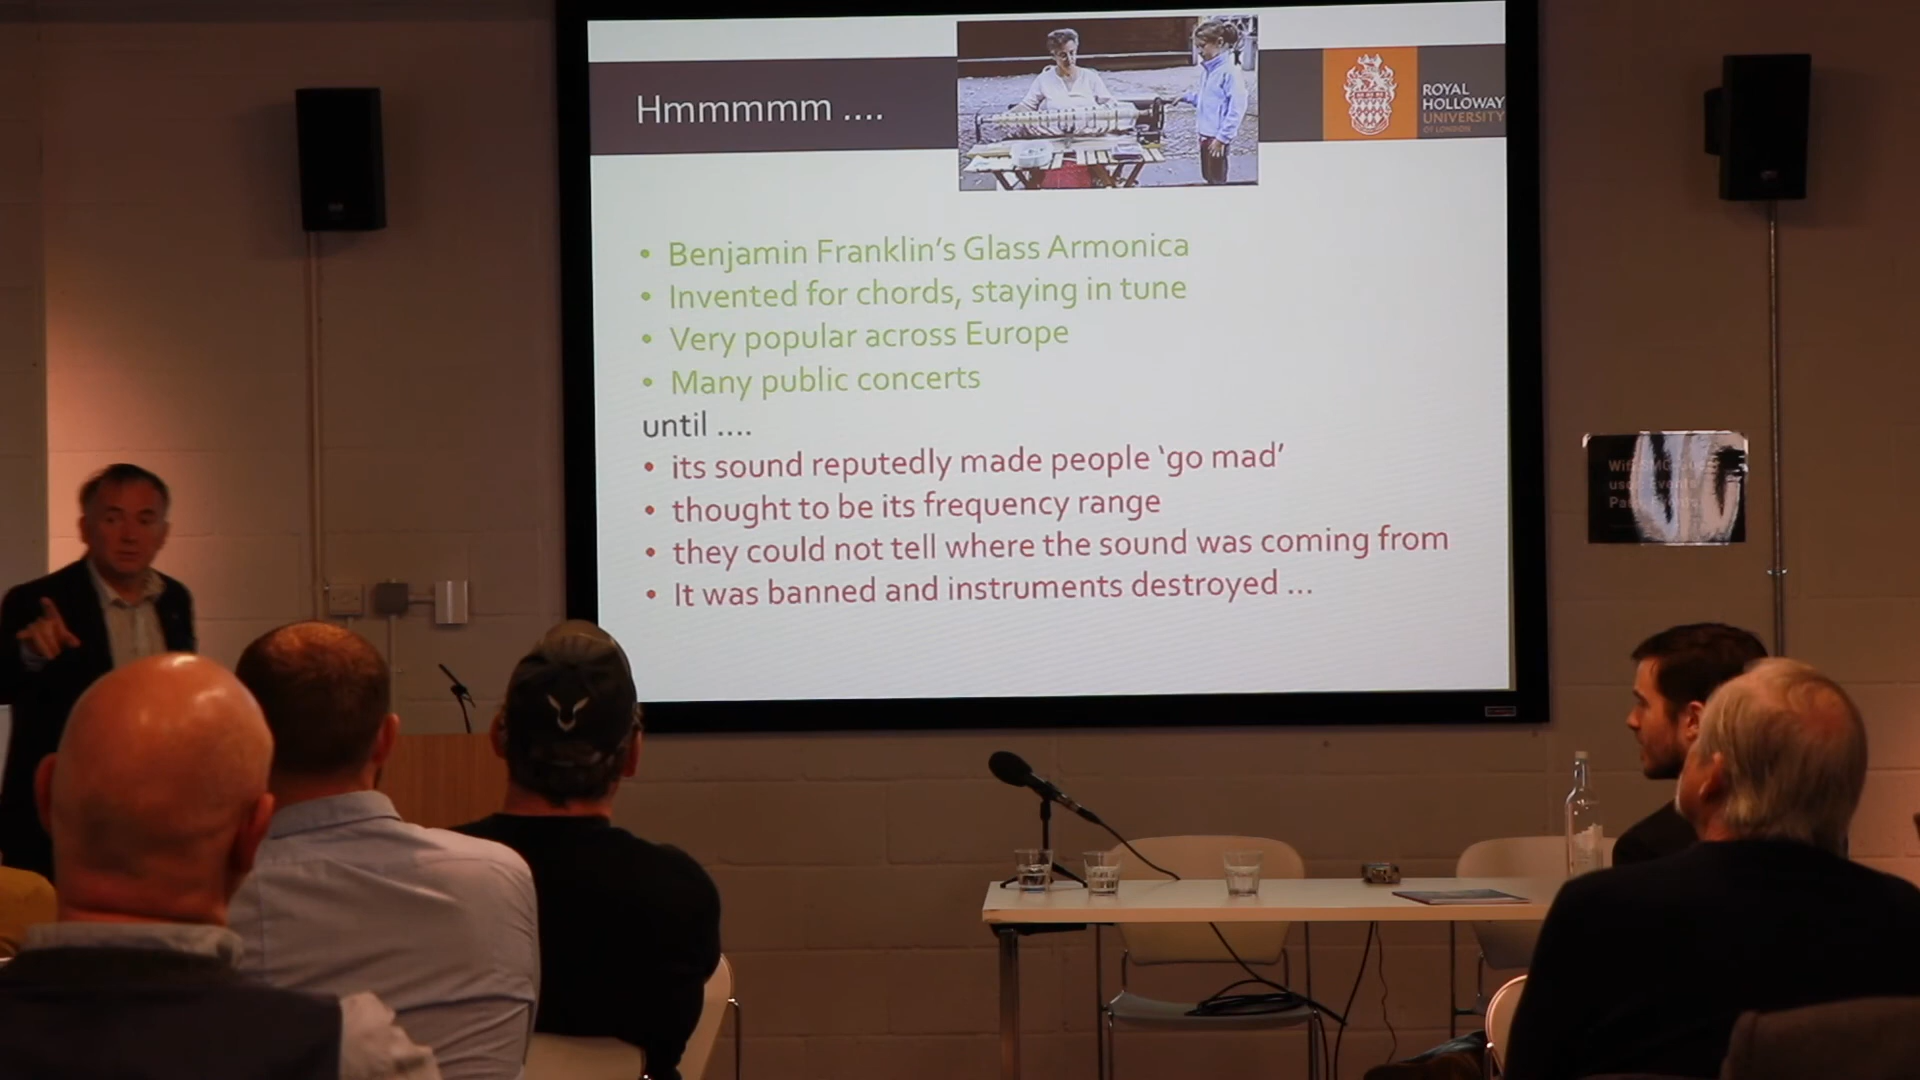 Hmmmmm ....
ROYAL
HOLLOWAY
UNIVERSITY
OF LONDON
• Benjamin Franklin's Glass Armonica
• Invented for chords, staying in tune
• Very popular across Europe
• Many public concerts
until ....
• its sound reputedly made people 'go mad'
• thought to be its frequency range
• they could not tell where the sound was coming from
• It was banned and instruments destroyed ...